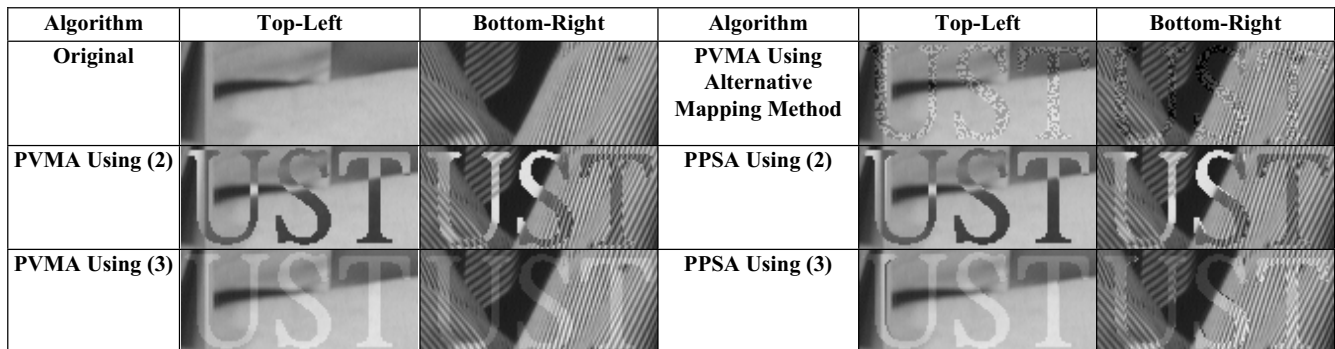 Algorithm Top-Left Bottom-Right Algorithm Top-Left Bottom-Right
Original PVMA Using
Alternative
Mapping Method
UST UST
PVMA Using (2) UST UST PPSA Using (2) UST UST
PVMA Using (3) UST UST PPSA Using (3) UST UST